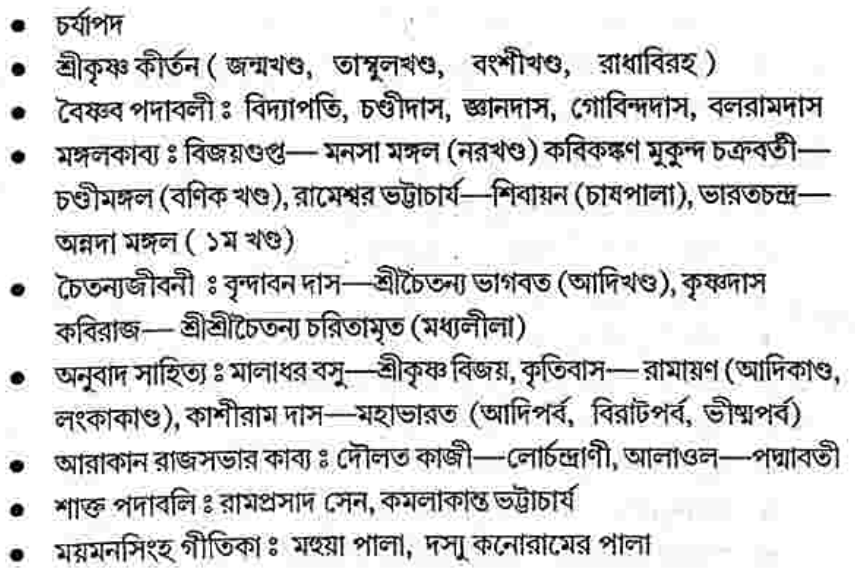 • চর্যাপদ
• শ্রীকৃষ্ণ কীর্তন ( জন্মখণ্ড, তাম্বুলখণ্ড, বংশীখণ্ড, রাধাবিরহ )
• বৈষ্ণব পদাবলী ঃ বিদ্যাপতি, চণ্ডীদাস, জ্ঞানদাস, গোবিন্দদাস, বলরামদাস
• মঙ্গলকাব্য ঃ বিজয়গুপ্ত— মনসা মঙ্গল (নরখণ্ড) কবিকঙ্কণ মুকুন্দ চক্রবর্তী—
চণ্ডীমঙ্গল (বণিক খণ্ড), রামেশ্বর ভট্টাচার্য—শিবায়ন (চাষপালা), ভারতচন্দ্র—
অন্নদা মঙ্গল ( ১ম খণ্ড)
• চৈতন্যজীবনী ঃ বৃন্দাবন দাস—শ্রীচৈতন্য ভাগবত (আদিখণ্ড), কৃষ্ণদাস
কবিরাজ— শ্রীশ্রীচৈতন্য চরিতামৃত (মধ্যলীলা)
• অনুবাদ সাহিত্য ঃ মালাধর বসু—শ্রীকৃষ্ণ বিজয়, কৃতিবাস— রামায়ণ (আদিকাণ্ড,
লংকাকাণ্ড), কাশীরাম দাস—মহাভারত (আদিপর্ব, বিরাটপর্ব, ভীষ্মপর্ব)
• আরাকান রাজসভার কাব্য ঃ দৌলত কাজী—লোর্চন্দ্রাণী, আলাওল—পদ্মাবতী
• শাক্ত পদাবলি ঃ রামপ্রসাদ সেন, কমলাকান্ত ভট্টাচার্য
• ময়মনসিংহ গীতিকা ঃ মহুয়া পালা, দস্যু কনোরামের পালা